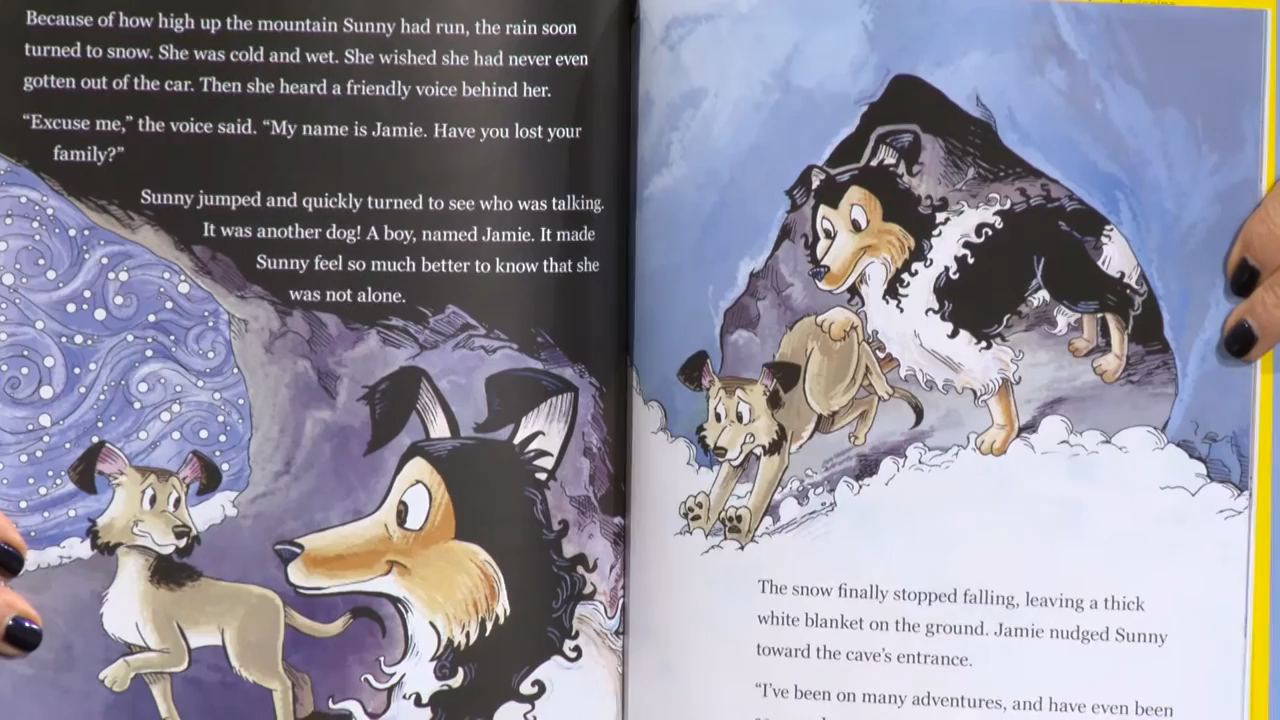 Because of how high up the mountain Sunny had run, the rain soon
turned to snow. She was cold and wet. She wished she had never even
gotten out of the car. Then she heard a friendly voice behind her.
“Excuse me,” the voice said. “My name is Jamie. Have you lost your
family?”
Sunny jumped and quickly turned to see who was talking.
It was another dog! A boy, named Jamie. It made
Sunny feel so much better to know that she
was not alone.
The snow finally stopped falling, leaving a thick
white blanket on the ground. Jamie nudged Sunny
toward the cave’s entrance.
“I’ve been on many adventures, and have even been